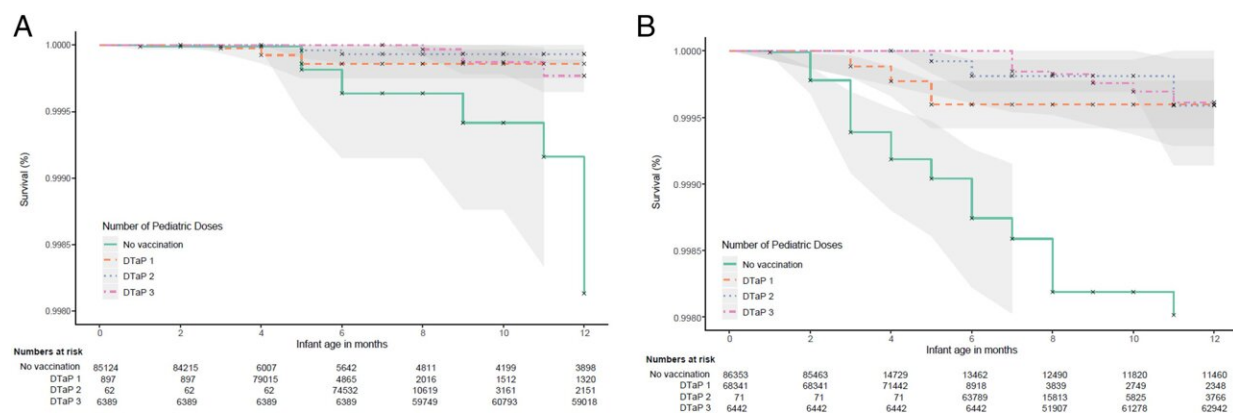 A
1.0000
0.9995
0.9990
0.9985
0.9980
Survival (%)
Number of Pediatric Doses
No vaccination
DTaP 1
DTaP 2
DTaP 3
0 2 4 6 8 10 12
Infant age in months
Numbers at risk
No vaccination 85124 84215 6007 5642 4811 4199 3898
DTaP 1 897 897 79015 4865 2016 1512 1320
DTaP 2 62 62 62 74532 10619 3161 2151
DTaP 3 6389 6389 6389 6389 59749 60793 59018
B
1.0000
0.9995
0.9990
0.9985
0.9980
Survival (%)
Number of Pediatric Doses
No vaccination
DTaP 1
DTaP 2
DTaP 3
0 2 4 6 8 10 12
Infant age in months
Numbers at risk
No vaccination 86353 85463 14729 13462 12490 11820 11460
DTaP 1 68341 68341 71442 8918 3839 2749 2348
DTaP 2 71 71 71 63789 15813 5825 3766
DTaP 3 6442 6442 6442 6442 51907 61278 62942